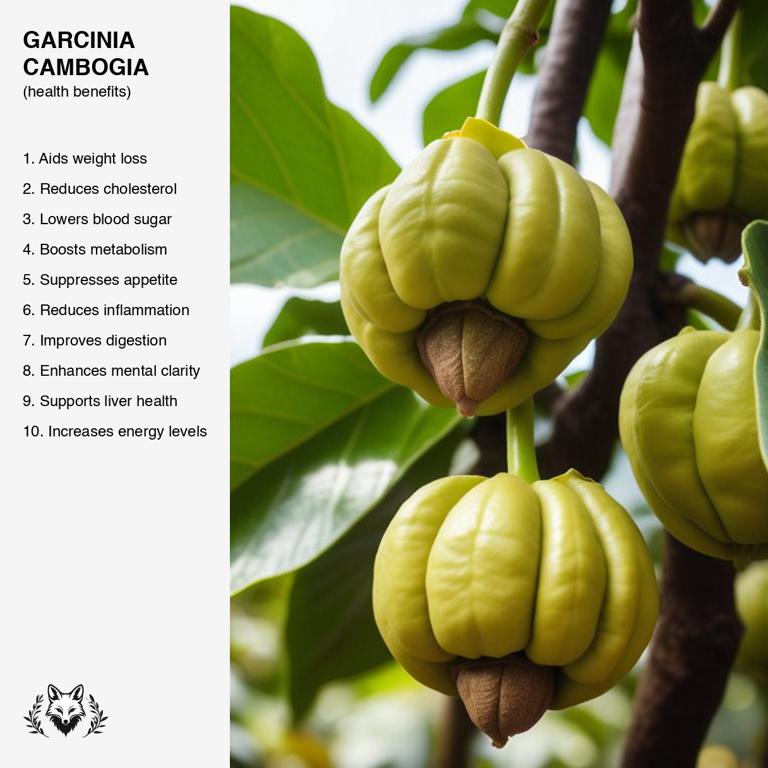 GARCINIA
CAMBOGIA
(health benefits)
1. Aids weight loss
2. Reduces cholesterol
3. Lowers blood sugar
4. Boosts metabolism
5. Suppresses appetite
6. Reduces inflammation
7. Improves digestion
8. Enhances mental clarity
9. Supports liver health
10. Increases energy levels